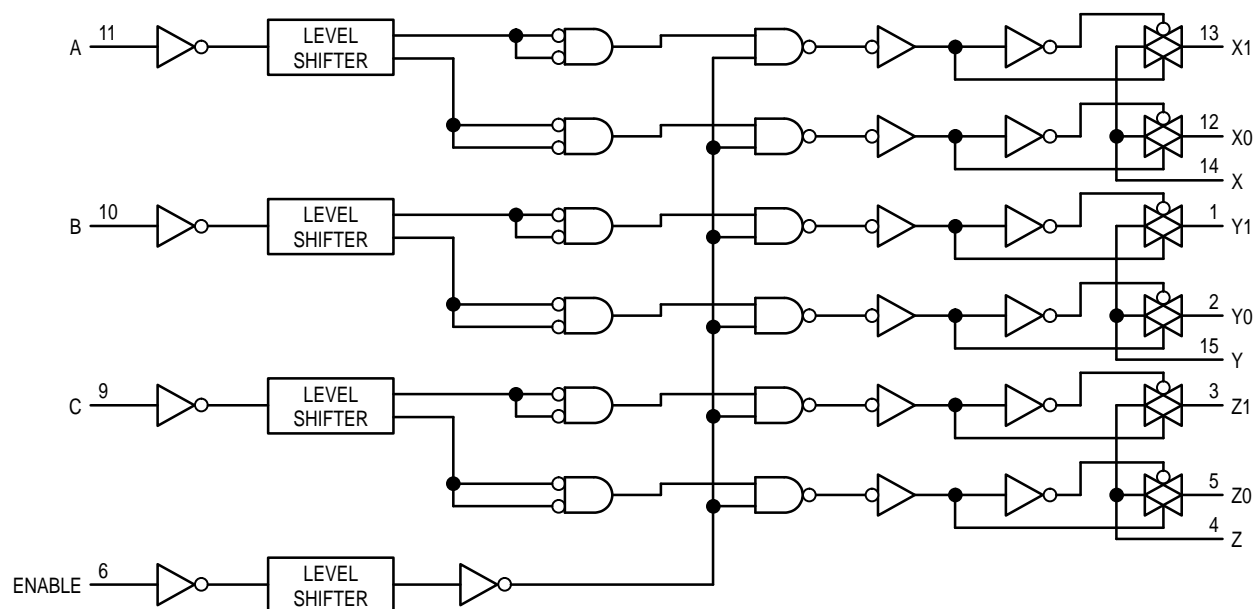 A 11 LEVEL SHIFTER 13 X1
12 X0
14 X
B 10 LEVEL SHIFTER 1 Y1
2 Y0
15 Y
C 9 LEVEL SHIFTER 3 Z1
5 Z0
4 Z
ENABLE 6 LEVEL SHIFTER